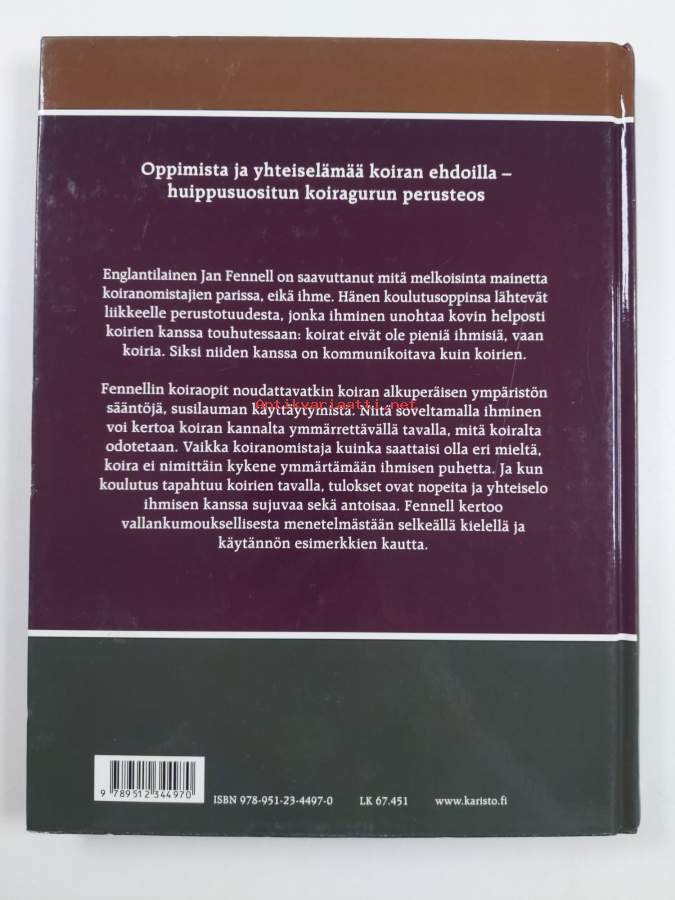 Oppimista ja yhteiselämää koiran ehdoilla –
huippusuositun koiragurun perusteos
Englantilainen Jan Fennell on saavuttanut mitä melkoisinta mainetta
koiranomistajien parissa, eikä ihme. Hänen koulutusoppinsa lähtevät
liikkeelle perustotuudesta, jonka ihminen unohtaa kovin helposti
koirien kanssa touhutessaan: koirat eivät ole pieniä ihmisiä, vaan
koiria. Siksi niiden kanssa on kommunikoitava kuin koirien.
Fennellin koiraopit noudattavatkin koiran alkuperäisen ympäristön
Antikvariaatti.net
sääntöjä, susilauman käyttäytymistä. Niitä soveltamalla ihminen
voi kertoa koiran kannalta ymmärrettävällä tavalla, mitä koiralta
odotetaan. Vaikka koiranomistaja kuinka saattaisi olla eri mieltä,
koira ei nimittäin kykene ymmärtämään ihmisen puhetta. Ja kun
koulutus tapahtuu koirien tavalla, tulokset ovat nopeita ja yhteiselo
ihmisen kanssa sujuvaa sekä antoisaa. Fennell kertoo
vallankumouksellisesta menetelmästään selkeällä kielellä ja
käytännön esimerkkien kautta.
9 789512 344970
ISBN 978-951-23-4497-0 LK 67.451 www.karisto.fi